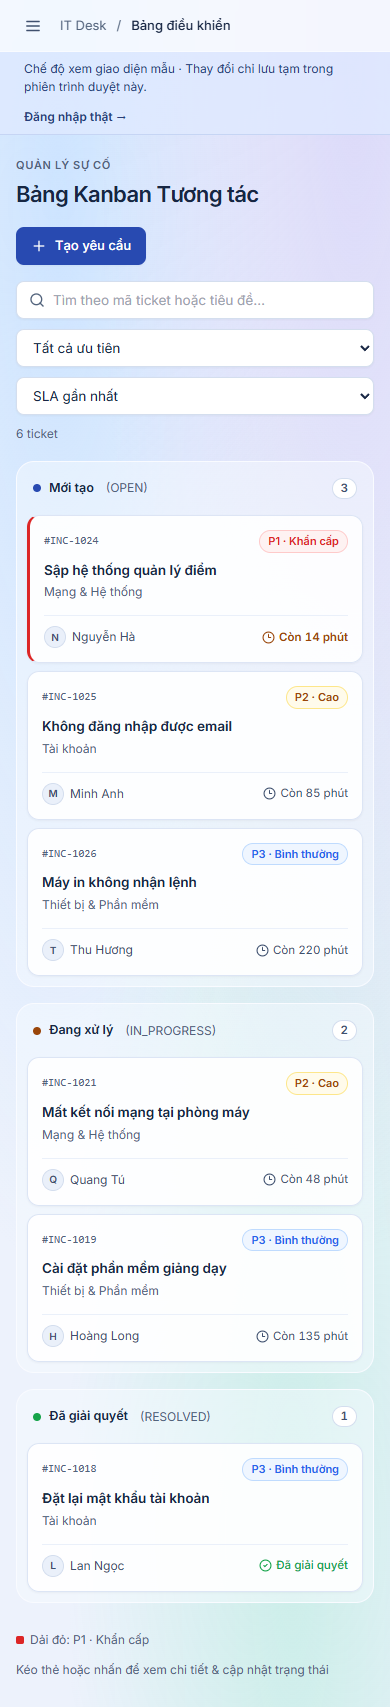 IT Desk / Bảng điều khiển
Chế độ xem giao diện mẫu · Thay đổi chỉ lưu tạm trong
phiên trình duyệt này.
Đăng nhập thật →
QUẢN LÝ SỰ CỐ
Bảng Kanban Tương tác
Tạo yêu cầu
Tìm theo mã ticket hoặc tiêu đề...
Tất cả ưu tiên
SLA gần nhất
6 ticket
Mới tạo (OPEN) 3
#INC-1024 P1 · Khẩn cấp
Sập hệ thống quản lý điểm
Mạng & Hệ thống
N Nguyễn Hà Còn 14 phút
#INC-1025 P2 · Cao
Không đăng nhập được email
Tài khoản
M Minh Anh Còn 85 phút
#INC-1026 P3 · Bình thường
Máy in không nhận lệnh
Thiết bị & Phần mềm
T Thu Hương Còn 220 phút
Đang xử lý (IN_PROGRESS) 2
#INC-1021 P2 · Cao
Mất kết nối mạng tại phòng máy
Mạng & Hệ thống
Q Quang Tú Còn 48 phút
#INC-1019 P3 · Bình thường
Cài đặt phần mềm giảng dạy
Thiết bị & Phần mềm
H Hoàng Long Còn 135 phút
Đã giải quyết (RESOLVED) 1
#INC-1018 P3 · Bình thường
Đặt lại mật khẩu tài khoản
Tài khoản
L Lan Ngọc Đã giải quyết
Dải đỏ: P1 · Khẩn cấp
Kéo thẻ hoặc nhấn để xem chi tiết & cập nhật trạng thái